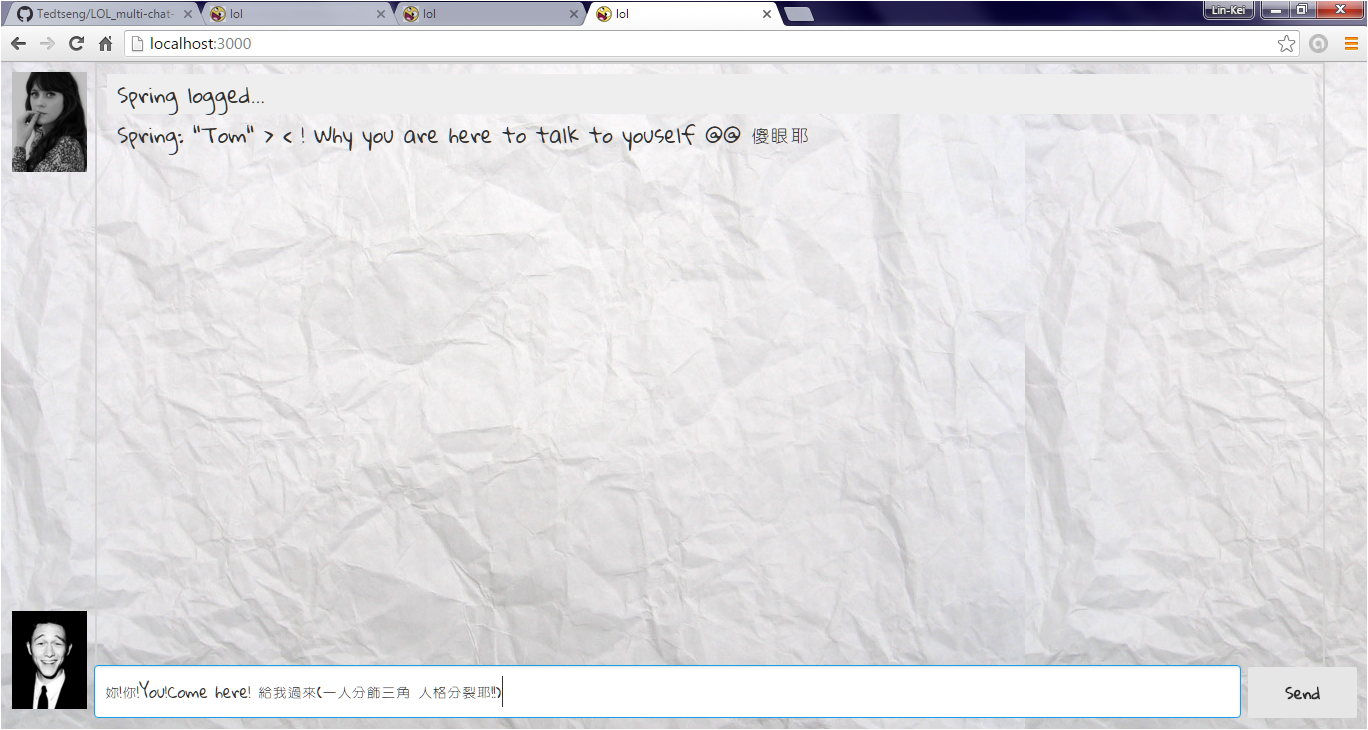 Tedtseng/LOL_multi-chat-
lol
lol
lol
Lin-Kei
localhost:3000
Spring logged...
Spring: "Tom" > < ! Why you are here to talk to youself @@ 傻眼耶
妳!你!You!Come here! 給我過來(一人分飾三角 人格分裂耶!!)
Send